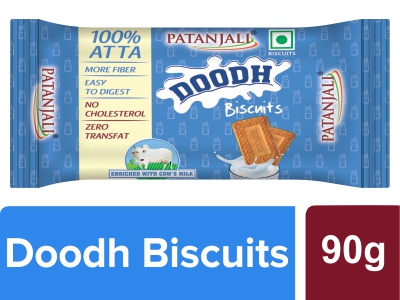 100%
ATTA
MORE FIBER
EASY
TO DIGEST
NO
CHOLESTEROL
ZERO
TRANSFAT
ENRICHED WITH COW'S MILK
PATANJALI
PATANJALI
BISCUITS
DOODH
Biscuits
PATANJALI
Doodh Biscuits
90g